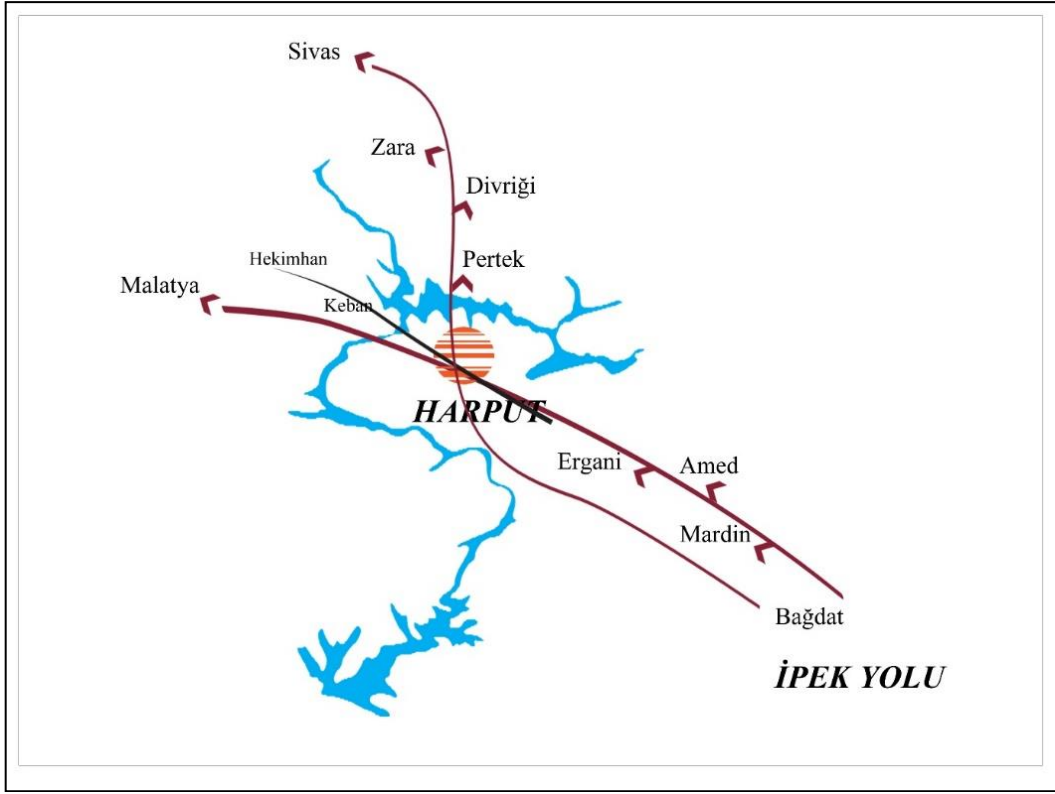 Sivas
Zara
Divriği
Hekimhan
Pertek
Malatya
Keban
HARPUT
Ergani
Amed
Mardin
Bağdat
İPEK YOLU